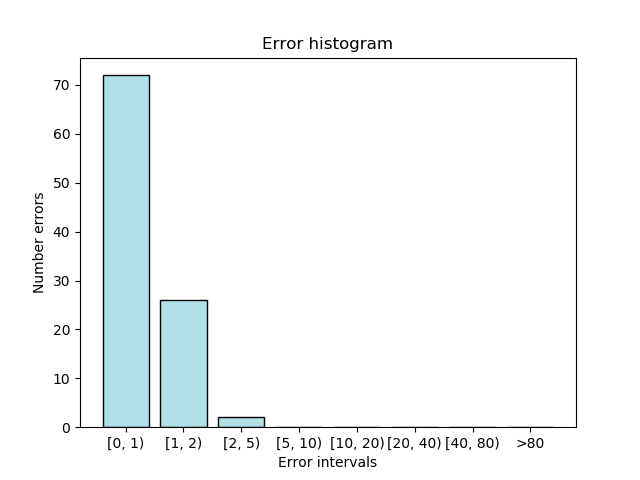 Error histogram
70
60
50
40
30
20
10
0
Number errors
[0, 1) [1, 2) [2, 5) [5, 10) [10, 20) [20, 40) [40, 80) >80
Error intervals